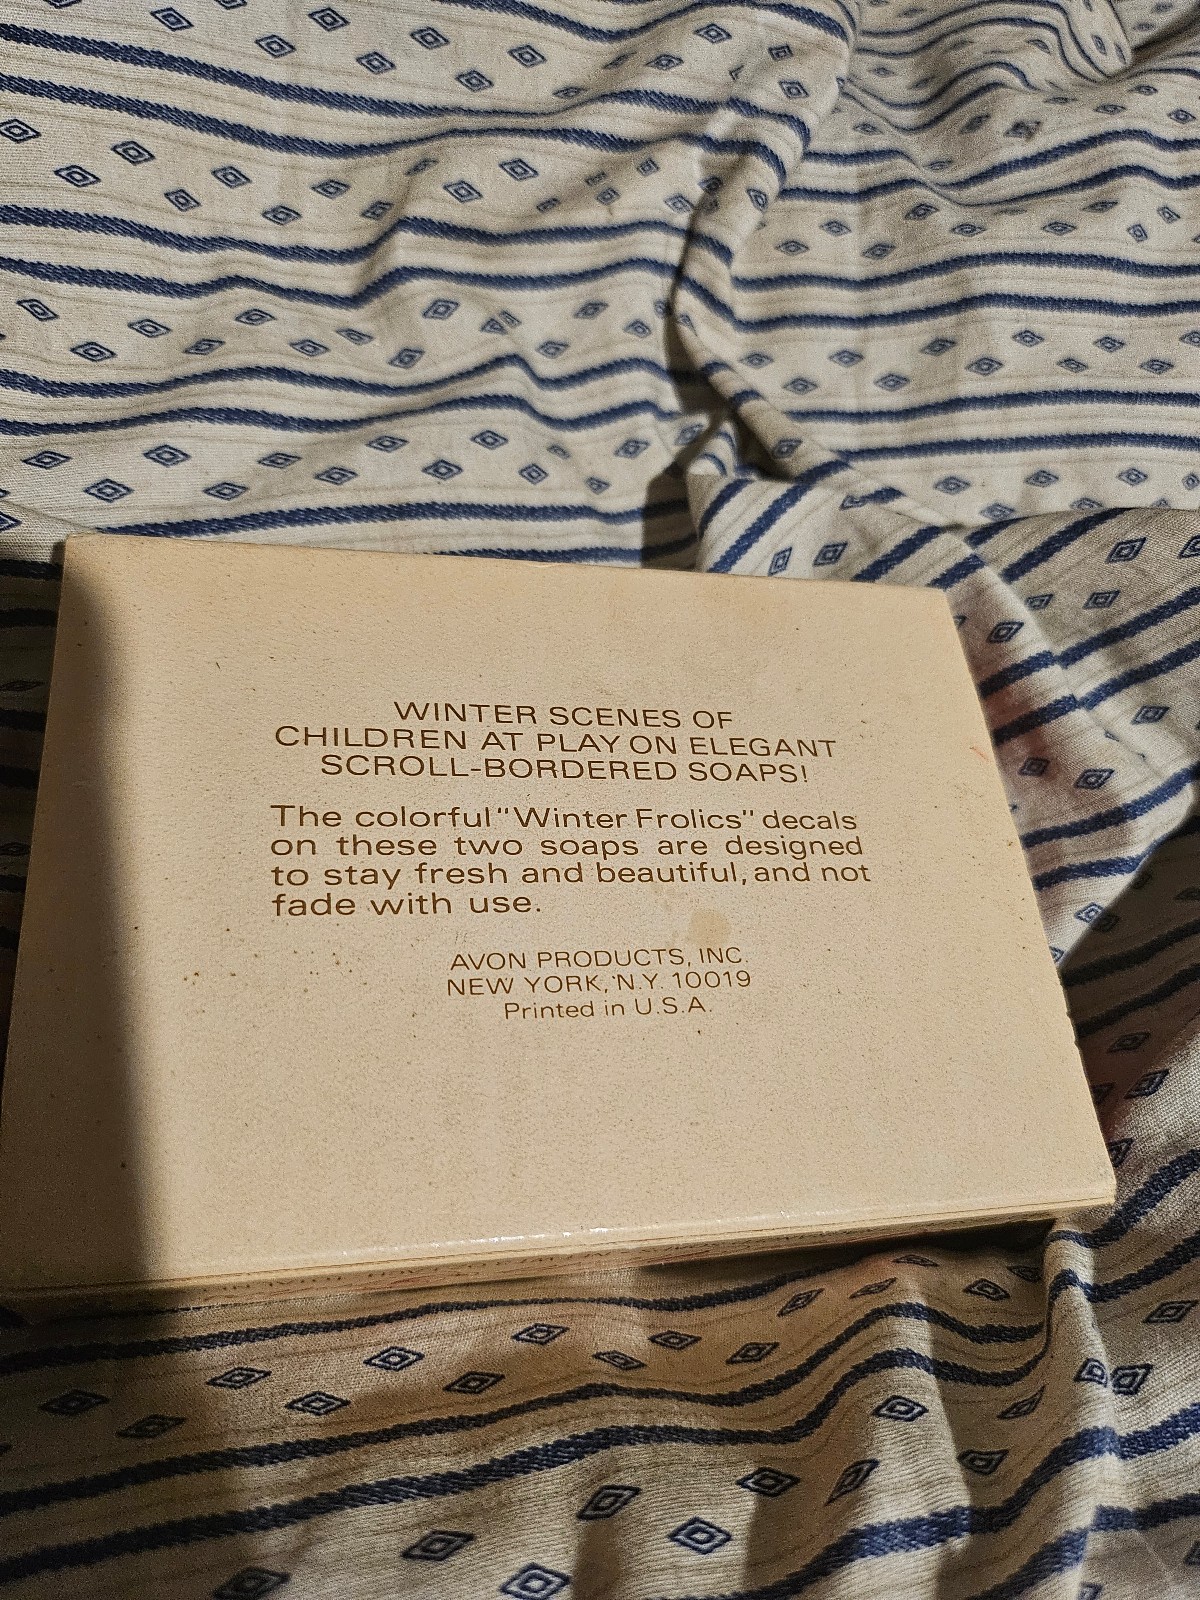 WINTER SCENES OF
CHILDREN AT PLAY ON ELEGANT
SCROLL-BORDERED SOAPS!
The colorful "Winter Frolics" decals
on these two soaps are designed
to stay fresh and beautiful, and not
fade with use.
AVON PRODUCTS, INC.
NEW YORK, N.Y. 10019
Printed in U.S.A.